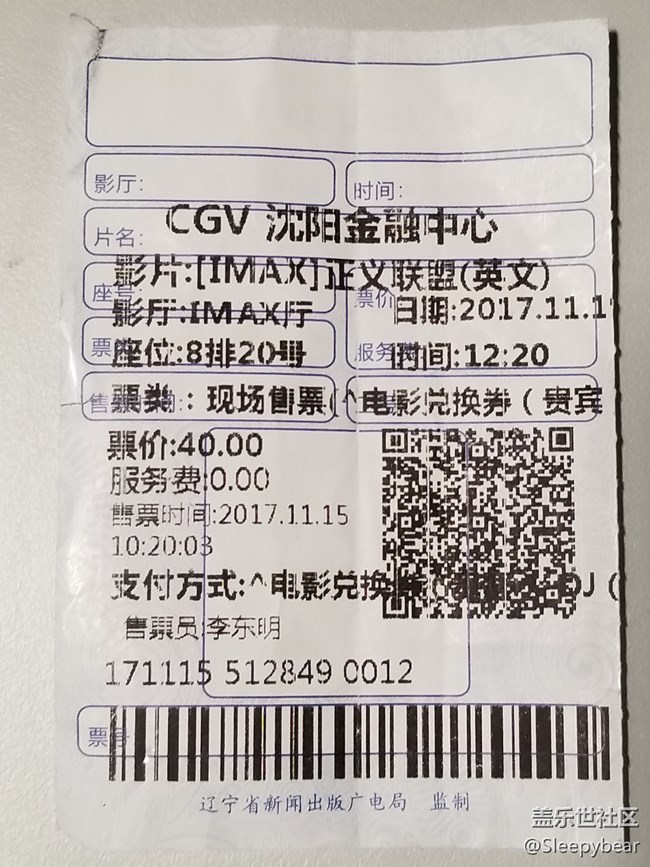 影厅:
时间:
片名:
CGV 沈阳金融中心
影片:[IMAX]正义联盟(英文)
座号:
票价
影厅:IMAX厅
日期:2017.11.1
票
服务费
座位:8排20号
时间:12:20
售
票类：现场售票(^电影兑换券（贵宾
票价:40.00
服务费:0.00
售票时间:2017.11.15
10:20:03
支付方式:^电影兑换
售票员:李东明
171115 512849 0012
票号
辽宁省新闻出版广电局 监制
盖乐世社区
@Sleepybear